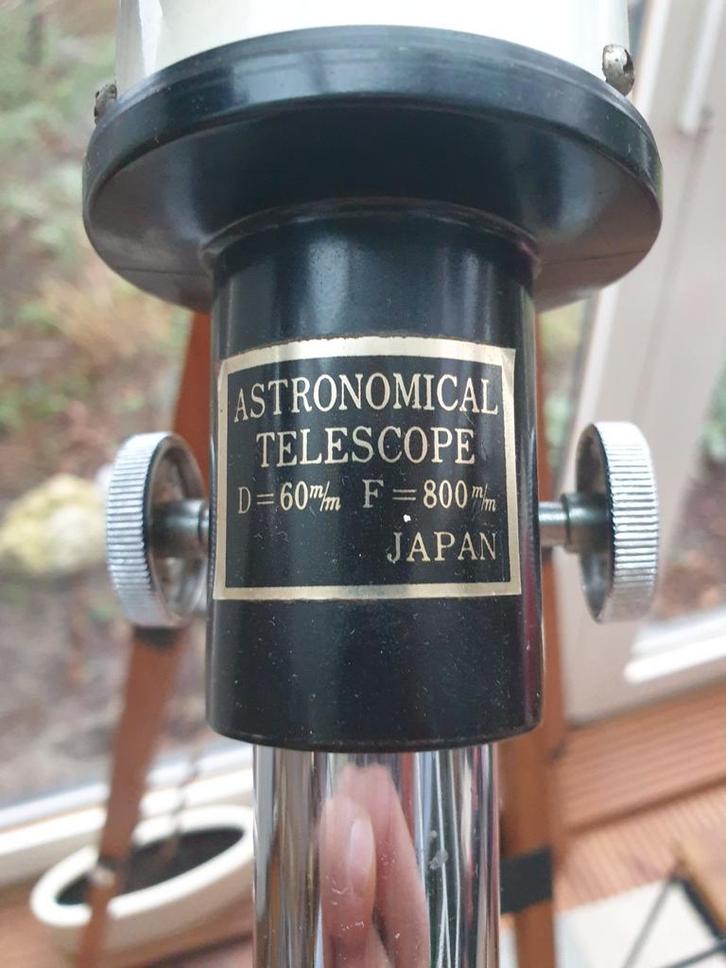 ASTRONOMICAL
TELESCOPE
D=60m/m F=800m/m
JAPAN